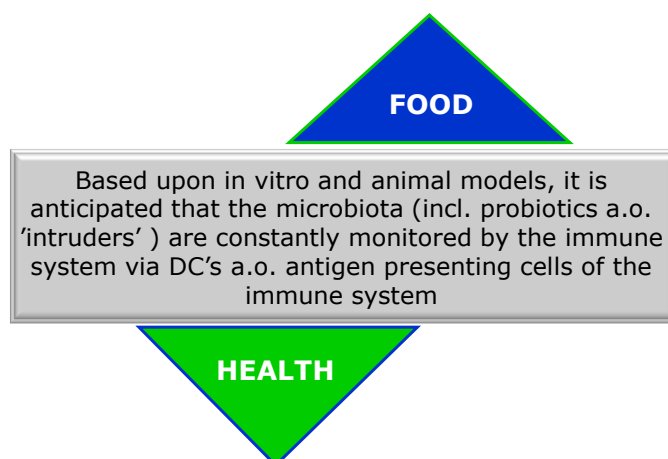 FOOD
Based upon in vitro and animal models, it is
anticipated that the microbiota (incl. probiotics a.o.
’intruders’ ) are constantly monitored by the immune
system via DC’s a.o. antigen presenting cells of the
immune system
HEALTH